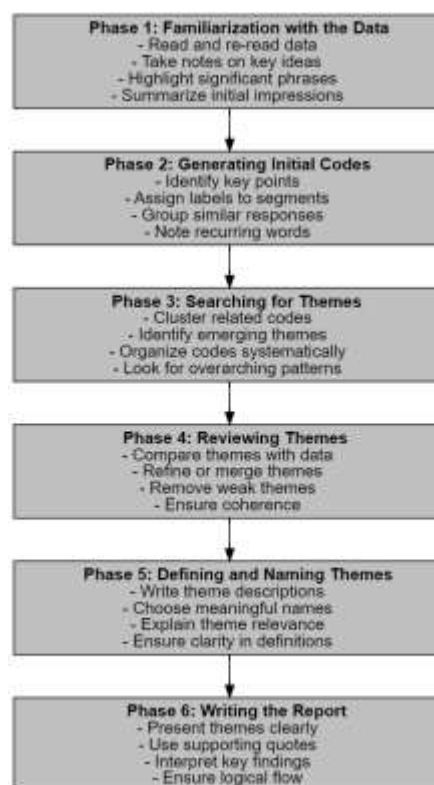 Phase 1: Familiarization with the Data
- Read and re-read data
- Take notes on key ideas
- Highlight significant phrases
- Summarize initial impressions
Phase 2: Generating Initial Codes
- Identify key points
- Assign labels to segments
- Group similar responses
- Note recurring words
Phase 3: Searching for Themes
- Cluster related codes
- Identify emerging themes
- Organize codes systematically
- Look for overarching patterns
Phase 4: Reviewing Themes
- Compare themes with data
- Refine or merge themes
- Remove weak themes
- Ensure coherence
Phase 5: Defining and Naming Themes
- Write theme descriptions
- Choose meaningful names
- Explain theme relevance
- Ensure clarity in definitions
Phase 6: Writing the Report
- Present themes clearly
- Use supporting quotes
- Interpret key findings
- Ensure logical flow